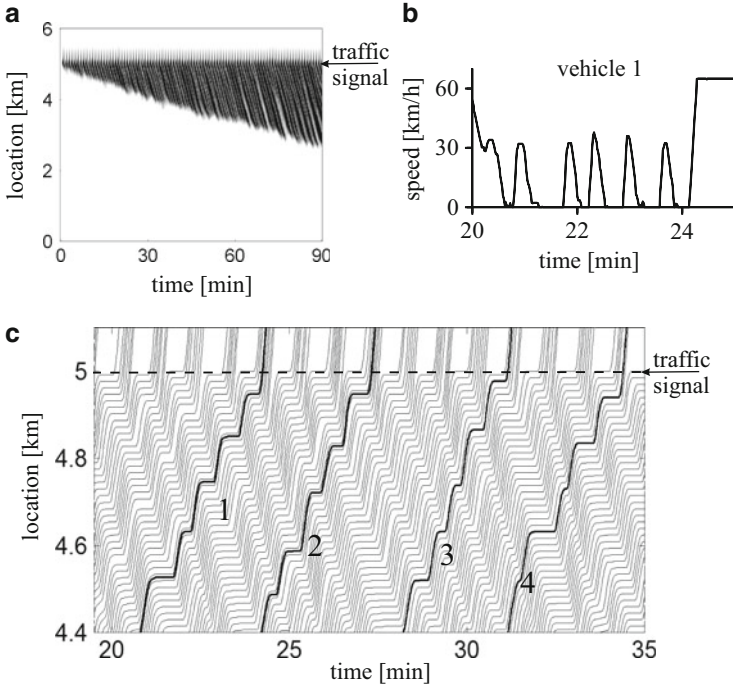 a
6
4
2
0
location [km]
0 30 60 90
time [min]
traffic
signal
b
vehicle 1
60
30
0
speed [km/h]
20 22 24
time [min]
c
5
4.8
4.6
4.4
location [km]
1
2
3
4
traffic
signal
20 25 30 35
time [min]